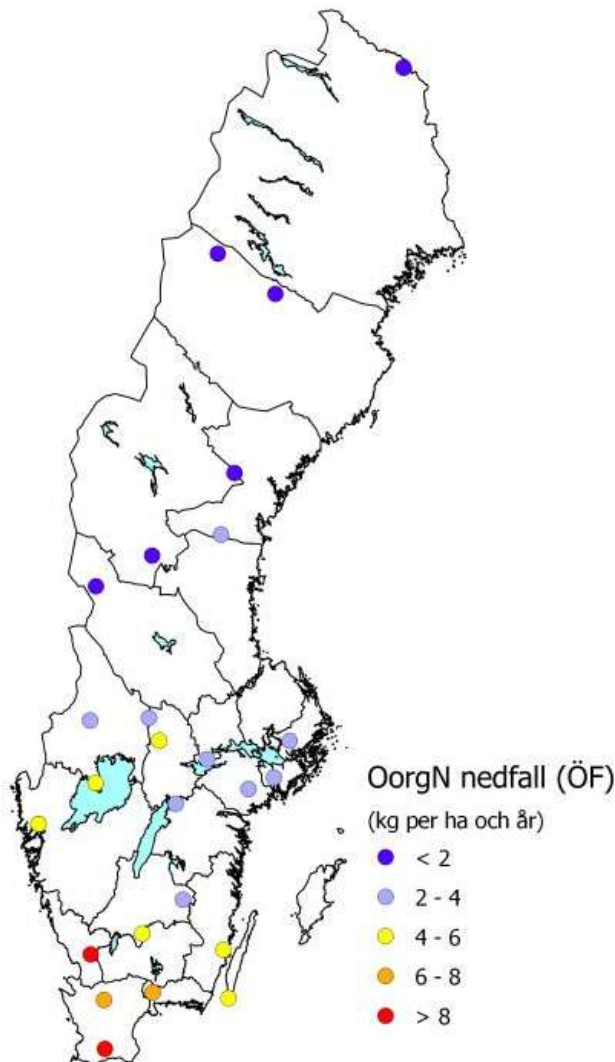 OorgN nedfall (ÖF)
(kg per ha och år)
< 2
2 - 4
4 - 6
6 - 8
> 8